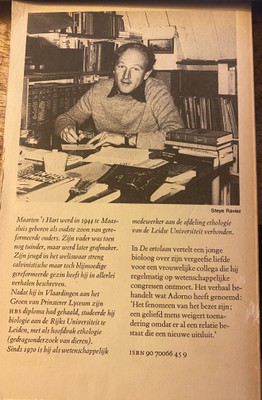 Steye Raviez
Maarten 't Hart werd in 1944 te Maas-
sluis geboren als oudste zoon van gere-
formeerde ouders. Zijn vader was toen
nog tuinder, maar werd later grafmaker.
Zijn jeugd in het weliswaar streng
calvinistische maar toch blijmoedige
gereformeerde gezin heeft hij in allerlei
verhalen beschreven.
Nadat hij in Vlaardingen aan het
Groen van Prinsterer Lyceum zijn
HBS diploma had gehaald, studeerde hij
biologie aan de Rijks Universiteit te
Leiden, met als hoofdvak ethologie
(gedragsonderzoek van dieren).
Sinds 1970 is hij als wetenschappelijk
medewerker aan de afdeling ethologie
van de Leidse Universiteit verbonden.
In De ortolaan vertelt een jonge
bioloog over zijn vergeefse liefde
voor een vrouwelijke collega die hij
regelmatig op wetenschappelijke
congressen ontmoet. Het verhaal be-
handelt wat Adorno heeft genoemd:
'Het fenomeen van het bezet zijn;
een geliefd mens weigert toena-
dering omdat er al een relatie be-
staat die een nieuwe uitsluit.'
ISBN 90 70066 45 9